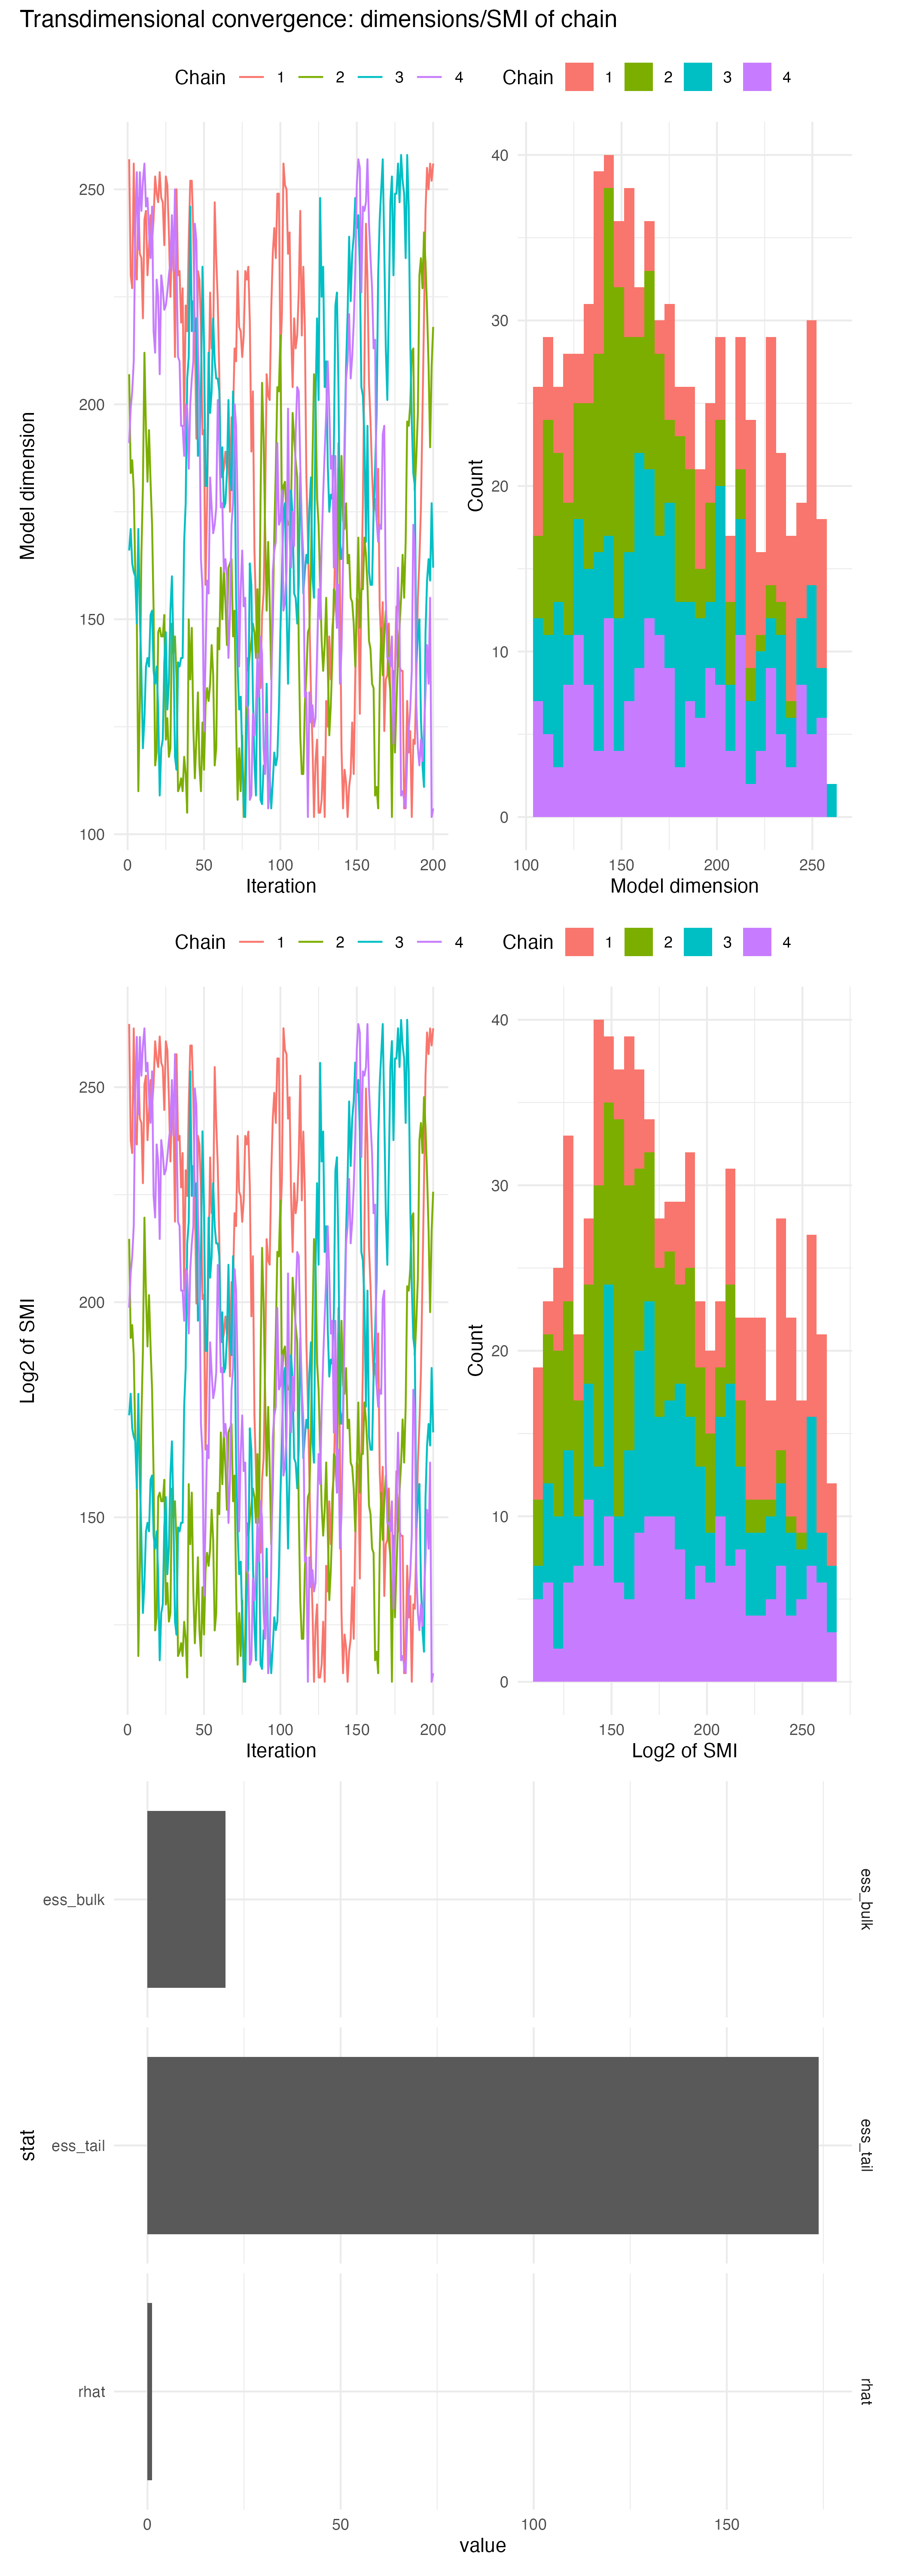 Transdimensional convergence: dimensions/SMI of chain
Chain 1 2 3 4
Chain 1 2 3 4
Model dimension
250
200
150
100
0 50 100 150 200
Iteration
Count
40
30
20
10
0
100 150 200 250
Model dimension
Chain 1 2 3 4
Chain 1 2 3 4
Log2 of SMI
250
200
150
0 50 100 150 200
Iteration
Count
40
30
20
10
0
150 200 250
Log2 of SMI
stat
ess_bulk
ess_bulk
ess_tail
ess_tail
rhat
rhat
0 50 100 150
value